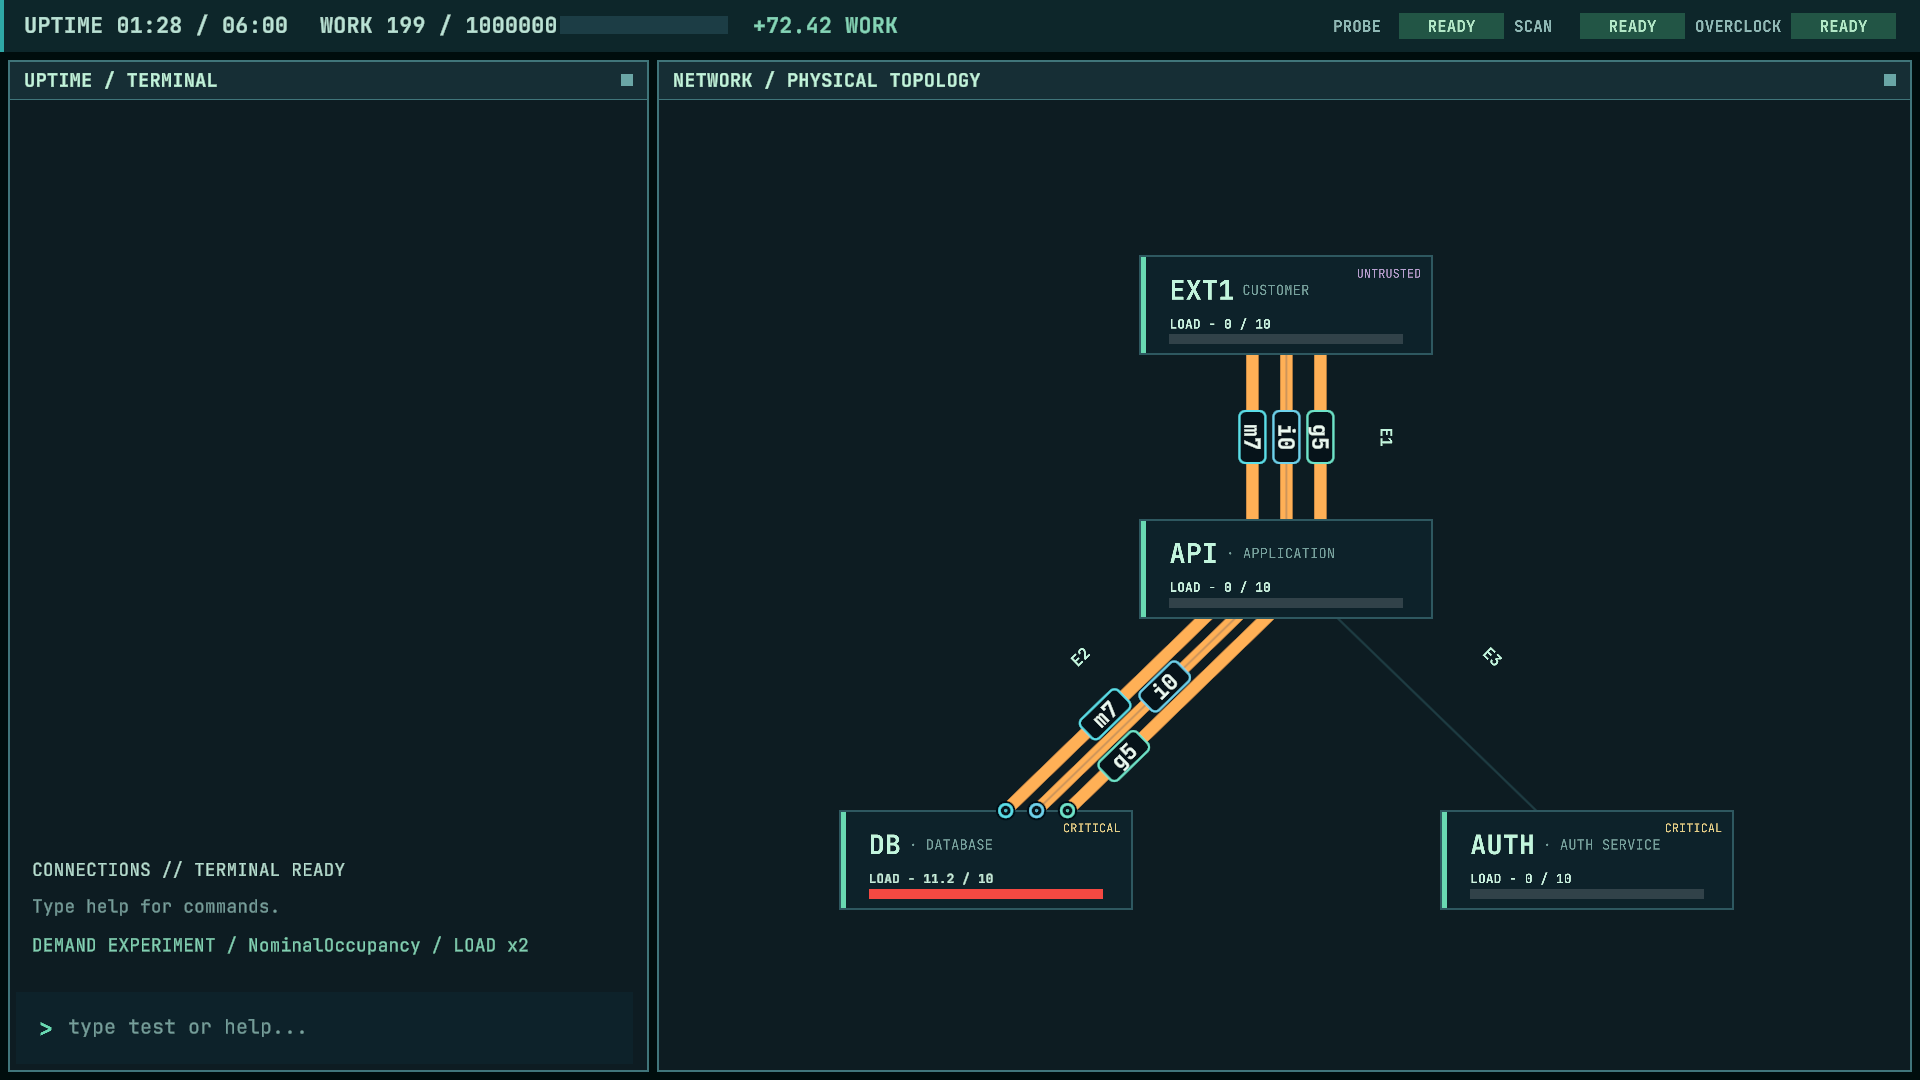 UPTIME 01:28 / 06:00 WORK 199 / 1000000 +72.42 WORK PROBE READY SCAN READY OVERCLOCK READY
UPTIME / TERMINAL
CONNECTIONS // TERMINAL READY
Type help for commands.
DEMAND EXPERIMENT / NominalOccupancy / LOAD x2
> type test or help...
NETWORK / PHYSICAL TOPOLOGY
UNTRUSTED
EXT1 CUSTOMER
LOAD - 0 / 10
m7 i0 g5 E1
API · APPLICATION
LOAD - 0 / 10
E2 E3
i0
m7
g5
CRITICAL
DB · DATABASE
LOAD - 11.2 / 10
CRITICAL
AUTH · AUTH SERVICE
LOAD - 0 / 10